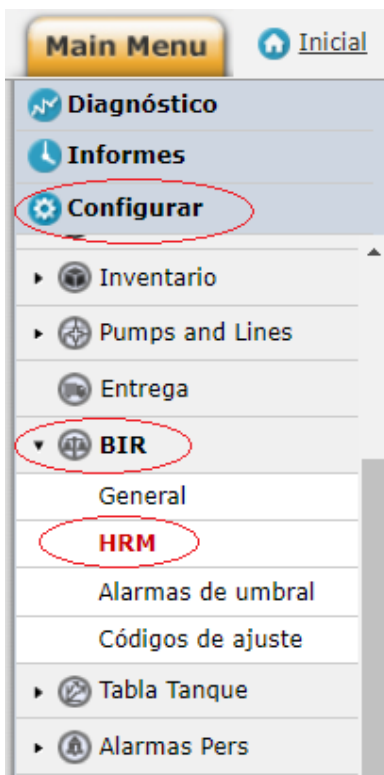 Main Menu Inicial
Diagnóstico
Informes
Configurar
Inventario
Pumps and Lines
Entrega
BIR
General
HRM
Alarmas de umbral
Códigos de ajuste
Tabla Tanque
Alarmas Pers